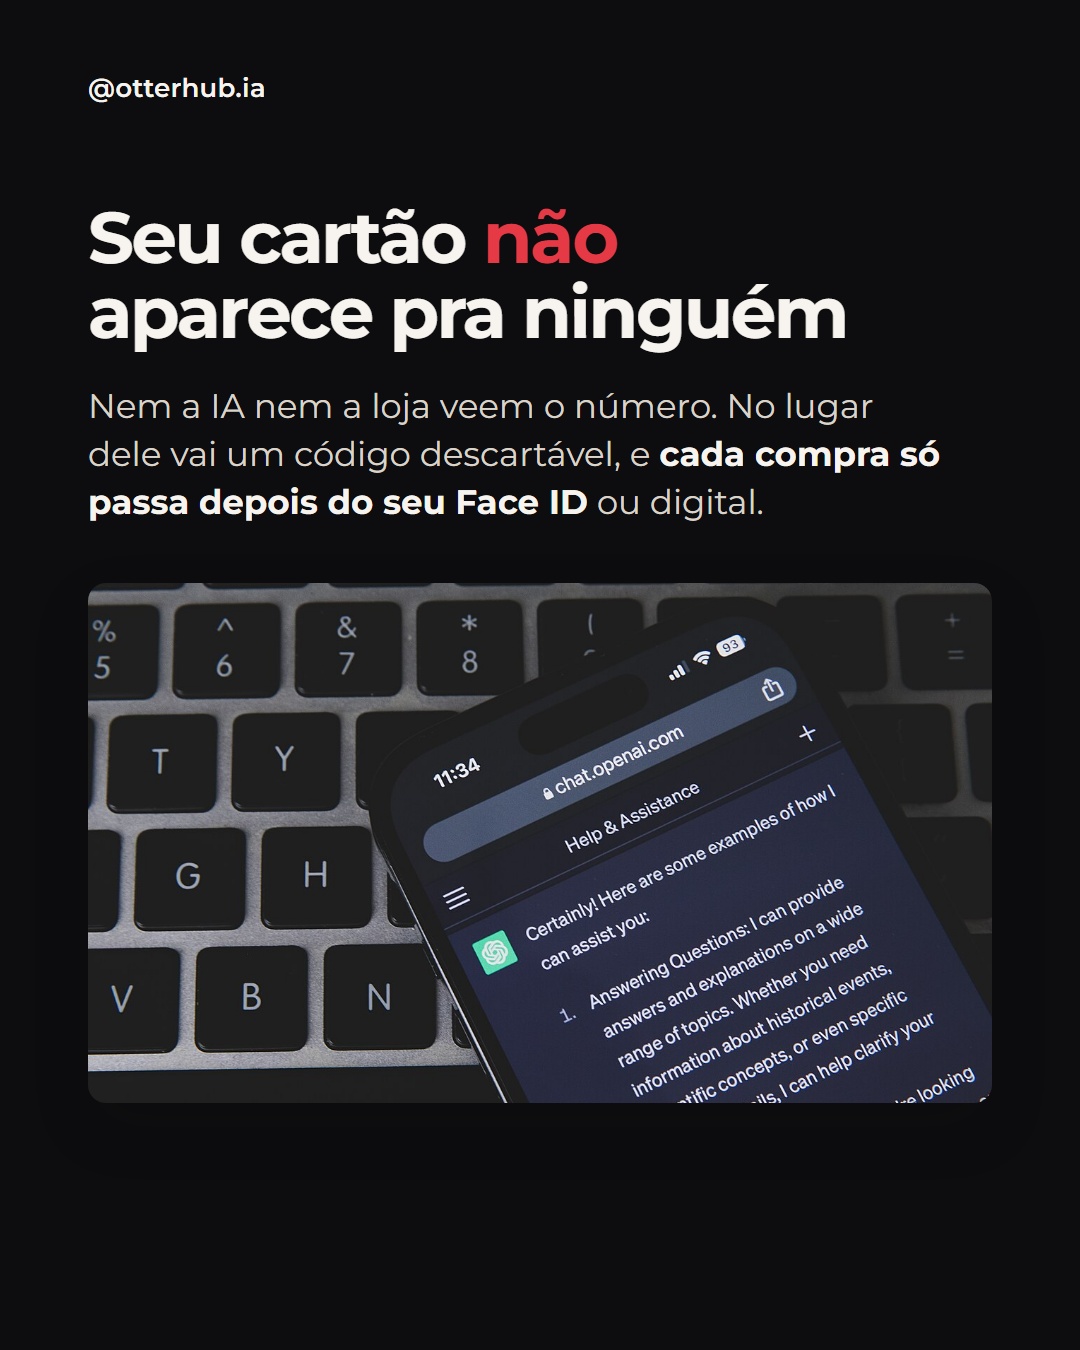 @otterhub.ia
Seu cartão não
aparece pra ninguém
Nem a IA nem a loja veem o número. No lugar
dele vai um código descartável, e cada compra só
passa depois do seu Face ID ou digital.
% ^ & * ( +
5 6 7 8 =
T Y
G H
V B N
11:34
93
chat.openai.com
Help & Assistance
Certainly! Here are some examples of how I
can assist you:
1. Answering Questions: I can provide
answers and explanations on a wide
range of topics. Whether you need
information about historical events,
concepts, or even specific
I can help clarify your
looking